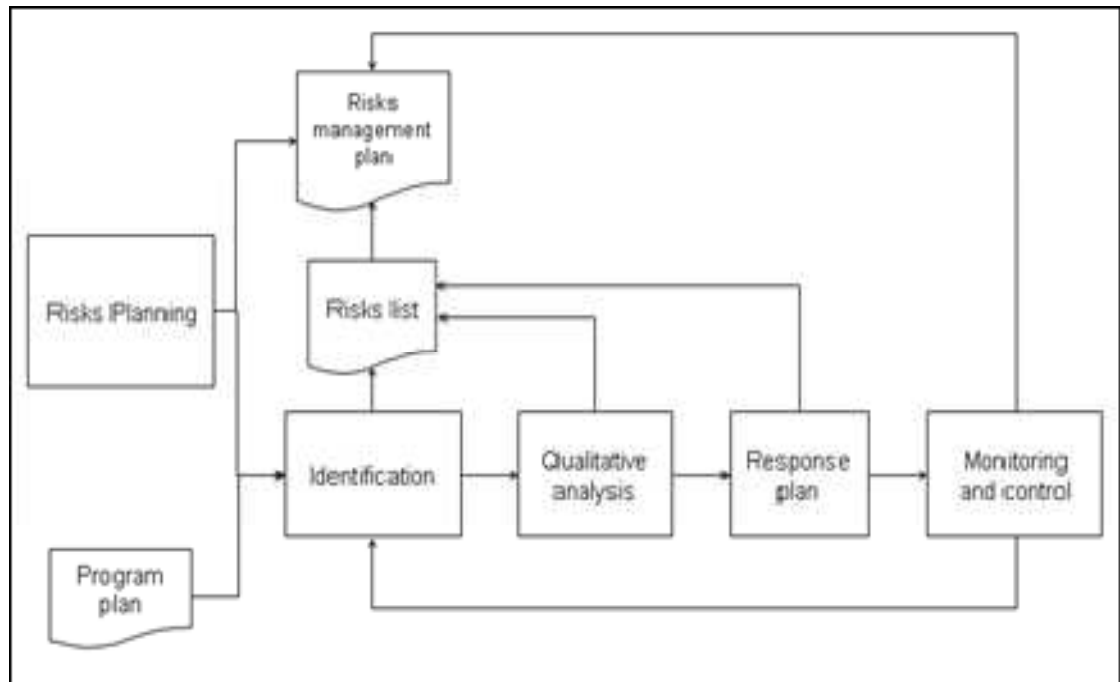 Risks
management
plan
Risks list
Risks Planning
Identification
Qualitative
analysis
Response
plan
Monitoring
and control
Program
plan